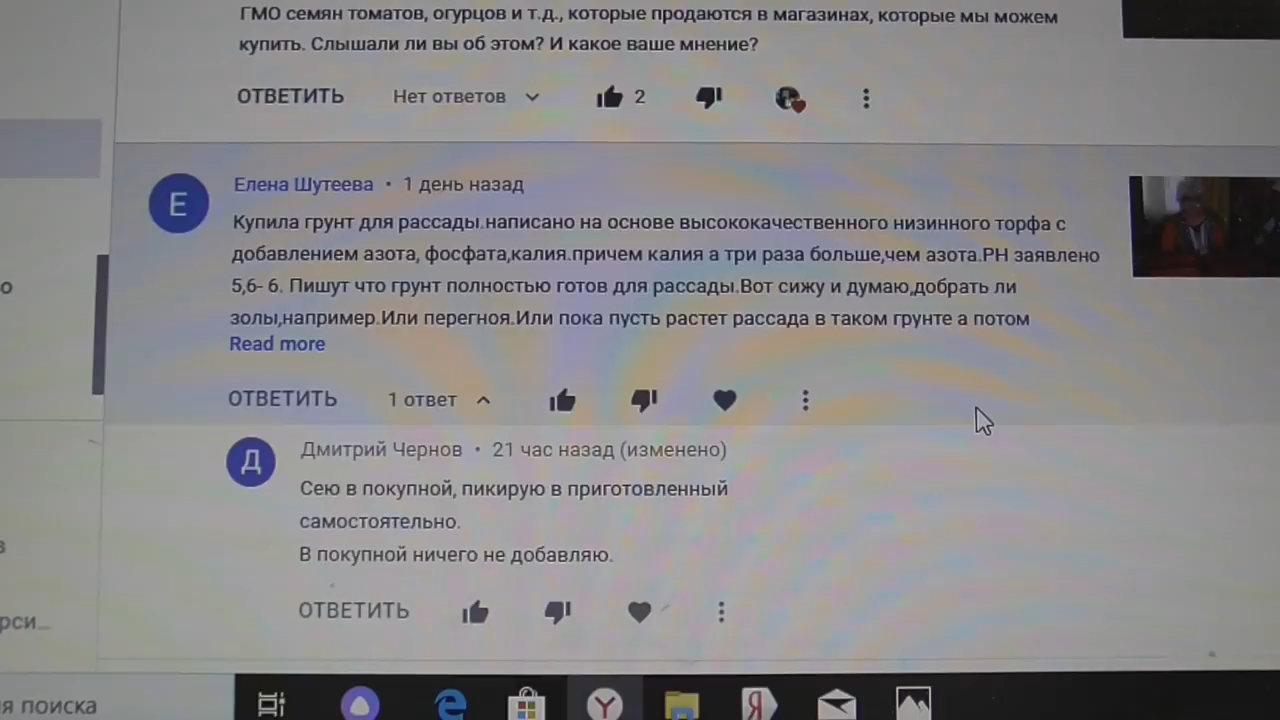 ГМО семян томатов, огурцов и т.д., которые продаются в магазинах, которые мы можем
купить. Слышали ли вы об этом? И какое ваше мнение?
ОТВЕТИТЬ Нет ответов 2
Е Елена Шутеева • 1 день назад
Купила грунт для рассады.написано на основе высококачественного низинного торфа с
добавлением азота, фосфата,калия.причем калия а три раза больше,чем азота.РН заявлено
5,6- 6. Пишут что грунт полностью готов для рассады.Вот сижу и думаю,добрать ли
золы,например.Или перегноя.Или пока пусть растет рассада в таком грунте а потом
Read more
ОТВЕТИТЬ 1 ответ
Д Дмитрий Чернов • 21 час назад (изменено)
Сею в покупной, пикирую в приготовленный
самостоятельно.
В покупной ничего не добавляю.
ОТВЕТИТЬ
рси...
я поиска